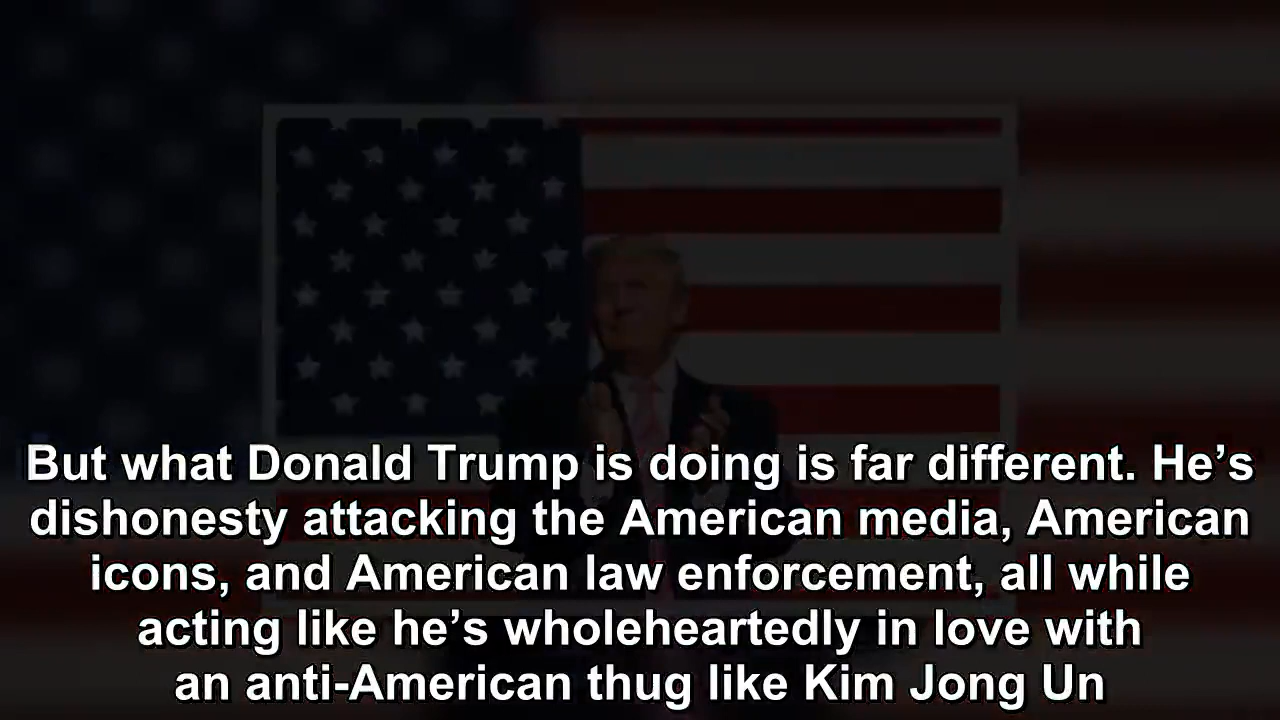 But what Donald Trump is doing is far different. He’s
dishonesty attacking the American media, American
icons, and American law enforcement, all while
acting like he’s wholeheartedly in love with
an anti-American thug like Kim Jong Un